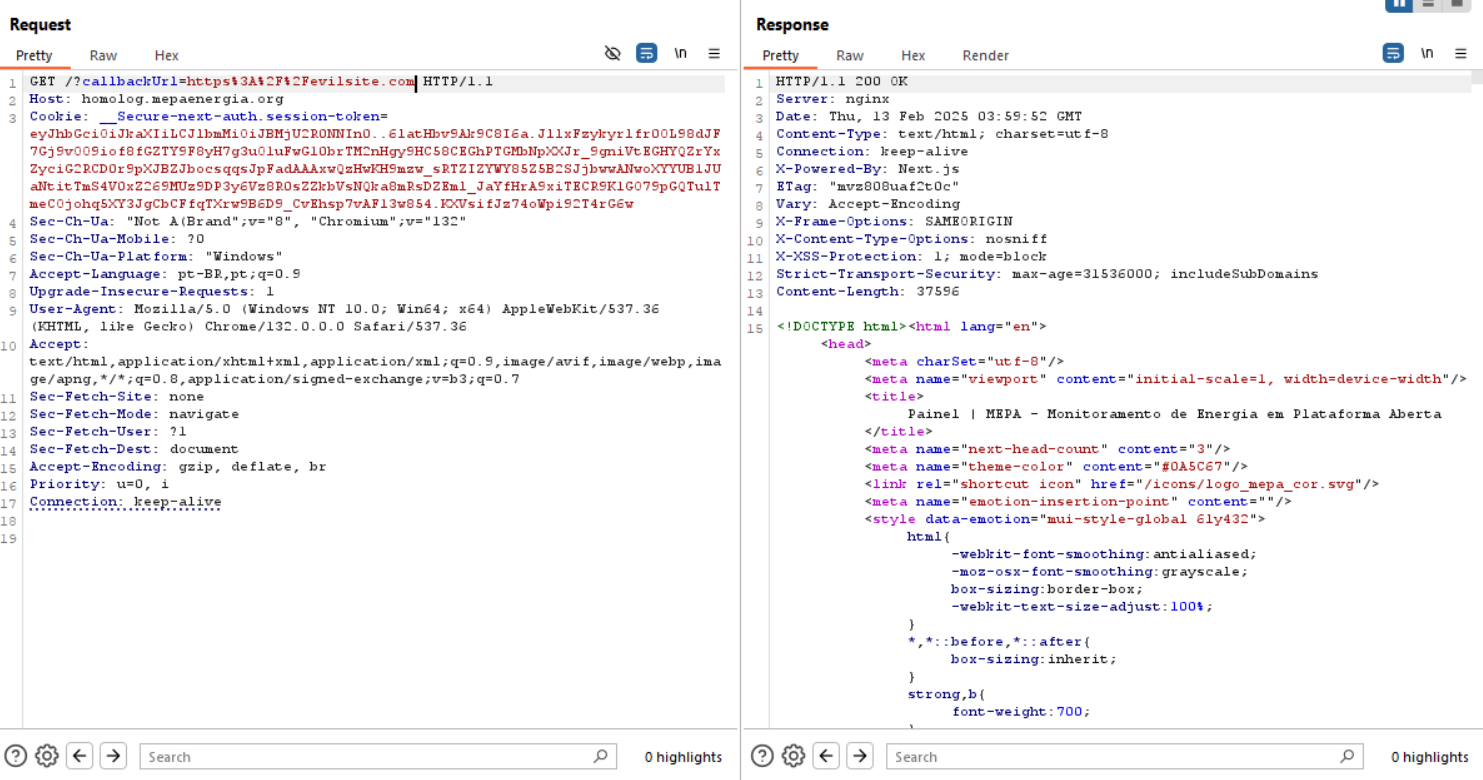 Request
Pretty Raw Hex \n
1 GET /?callbackUrl=https%3A%2F%2Fevilsite.com HTTP/1.1
2 Host: homolog.mepaenergia.org
3 Cookie: __Secure-next-auth.session-token=
4 Sec-Ch-Ua: "Not A(Brand";v="8", "Chromium";v="132"
5 Sec-Ch-Ua-Mobile: ?0
6 Sec-Ch-Ua-Platform: "Windows"
7 Accept-Language: pt-BR,pt;q=0.9
8 Upgrade-Insecure-Requests: 1
9 User-Agent: Mozilla/5.0 (Windows NT 10.0; Win64; x64) AppleWebKit/537.36
(KHTML, like Gecko) Chrome/132.0.0.0 Safari/537.36
10 Accept:
text/html,application/xhtml+xml,application/xml;q=0.9,image/avif,image/webp,ima
ge/apng,*/*;q=0.8,application/signed-exchange;v=b3;q=0.7
11 Sec-Fetch-Site: none
12 Sec-Fetch-Mode: navigate
13 Sec-Fetch-User: ?1
14 Sec-Fetch-Dest: document
15 Accept-Encoding: gzip, deflate, br
16 Priority: u=0, i
17 Connection: keep-alive
18
19
Search
0 highlights
Response
Pretty Raw Hex Render \n
1 HTTP/1.1 200 OK
2 Server: nginx
3 Date: Thu, 13 Feb 2025 03:59:52 GMT
4 Content-Type: text/html; charset=utf-8
5 Connection: keep-alive
6 X-Powered-By: Next.js
7 ETag: "mvz808uaf2t0c"
8 Vary: Accept-Encoding
9 X-Frame-Options: SAMEORIGIN
10 X-Content-Type-Options: nosniff
11 X-XSS-Protection: 1; mode=block
12 Strict-Transport-Security: max-age=31536000; includeSubDomains
13 Content-Length: 37596
14
15 <!DOCTYPE html><html lang="en">
<head>
<meta charSet="utf-8"/>
<meta name="viewport" content="initial-scale=1, width=device-width"/>
<title>
Painel | MEPA - Monitoramento de Energia em Plataforma Aberta
</title>
<meta name="next-head-count" content="3"/>
<meta name="theme-color" content="#0A5C67"/>
<link rel="shortcut icon" href="/icons/logo_mepa_cor.svg"/>
<meta name="emotion-insertion-point" content=""/>
<style data-emotion="mui-style-global 6ly432">
html{
-webkit-font-smoothing:antialiased;
-moz-osx-font-smoothing:grayscale;
box-sizing:border-box;
-webkit-text-size-adjust:100%;
}
*,*::before,*::after{
box-sizing:inherit;
}
strong,b{
font-weight:700;
Search
0 highlights